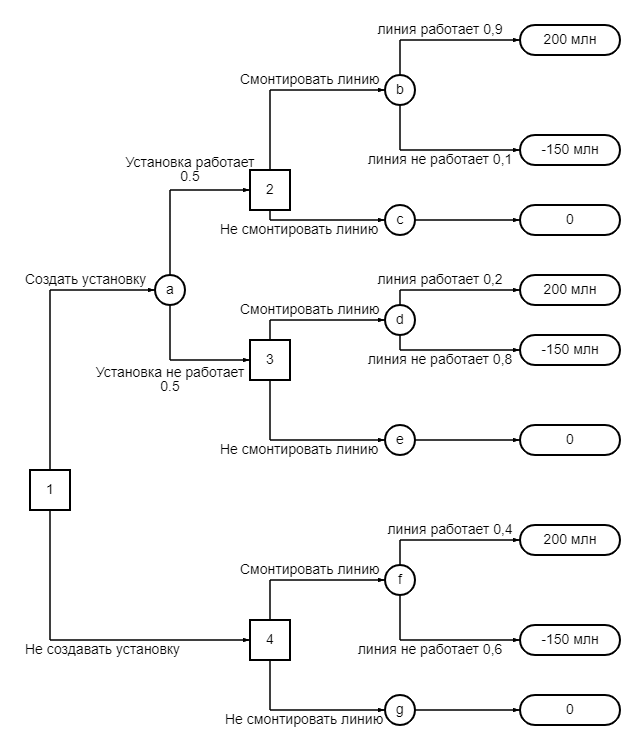 линия работает 0,9
200 млн
Смонтировать линию
b
линия не работает 0,1
-150 млн
Установка работает
0.5
2
Не смонтировать линию
c
0
Создать установку
a
линия работает 0,2
200 млн
Смонтировать линию
d
линия не работает 0,8
-150 млн
3
Установка не работает
0.5
Не смонтировать линию
e
0
1
линия работает 0,4
200 млн
Смонтировать линию
f
линия не работает 0,6
-150 млн
4
Не создавать установку
Не смонтировать линию
g
0